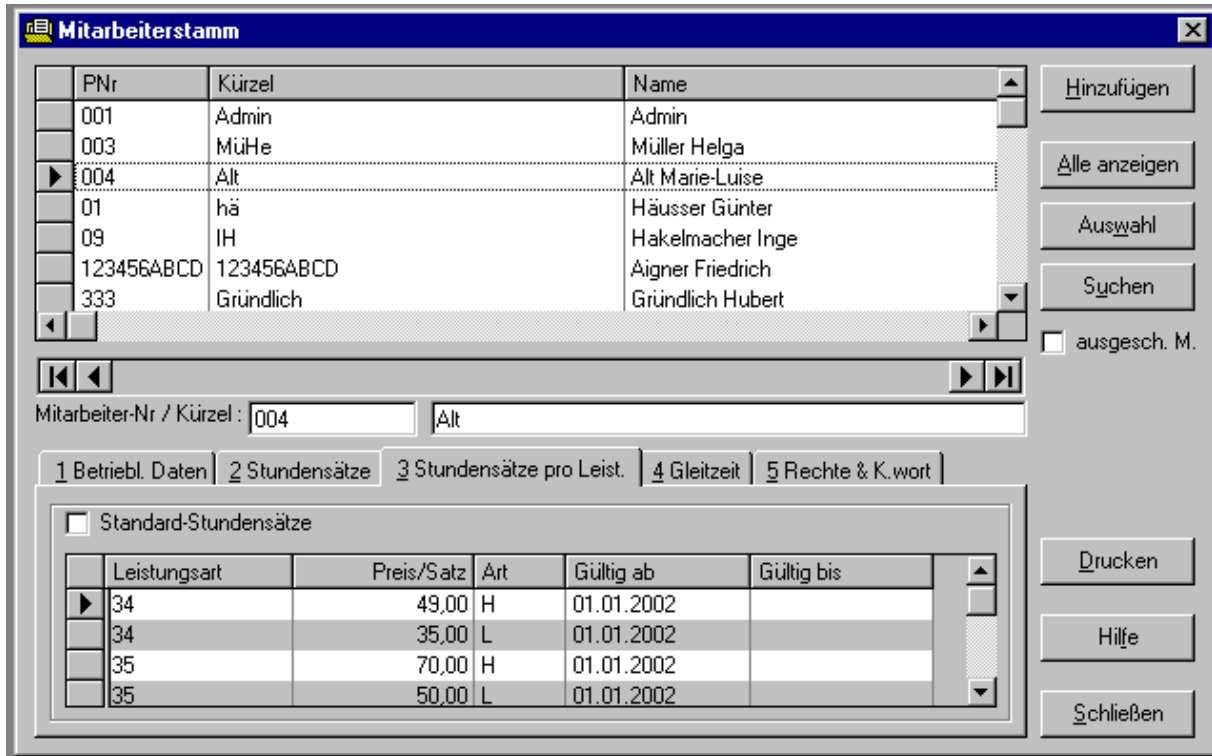 Mitarbeiterstamm
PNr Kürzel Name
001 Admin Admin
003 MüHe Müller Helga
004 Alt Alt Marie-Luise
01 hä Häusser Günter
09 IH Hakelmacher Inge
123456ABCD 123456ABCD Aigner Friedrich
333 Gründlich Gründlich Hubert
Hinzufügen
Alle anzeigen
Auswahl
Suchen
ausgesch. M.
Mitarbeiter-Nr / Kürzel : 004 Alt
1 Betriebl. Daten 2 Stundensätze 3 Stundensätze pro Leist. 4 Gleitzeit 5 Rechte & K.wort
Standard-Stundensätze
Leistungsart Preis/Satz Art Gültig ab Gültig bis
34 49,00 H 01.01.2002
34 35,00 L 01.01.2002
35 70,00 H 01.01.2002
35 50,00 L 01.01.2002
Drucken
Hilfe
Schließen